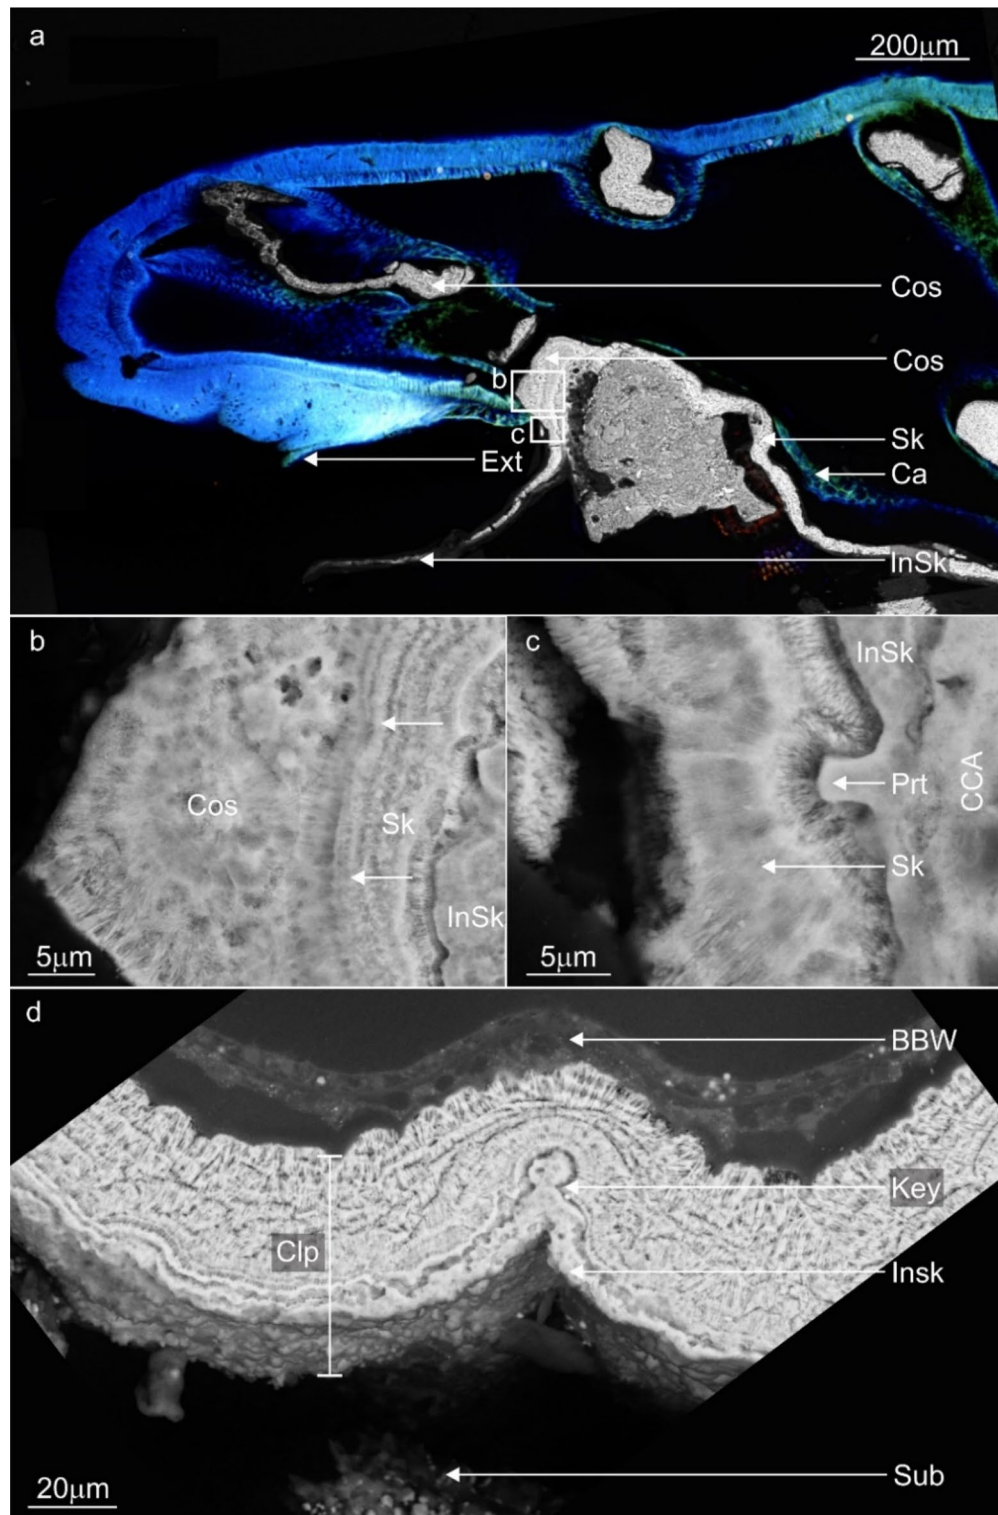 a
200µm
Cos
Cos
b
c
Sk
Ext
Ca
InSk
b
Cos
Sk
InSk
5µm
c
InSk
Prt
CCA
Sk
5µm
d
BBW
Key
Clp
Insk
Sub
20µm